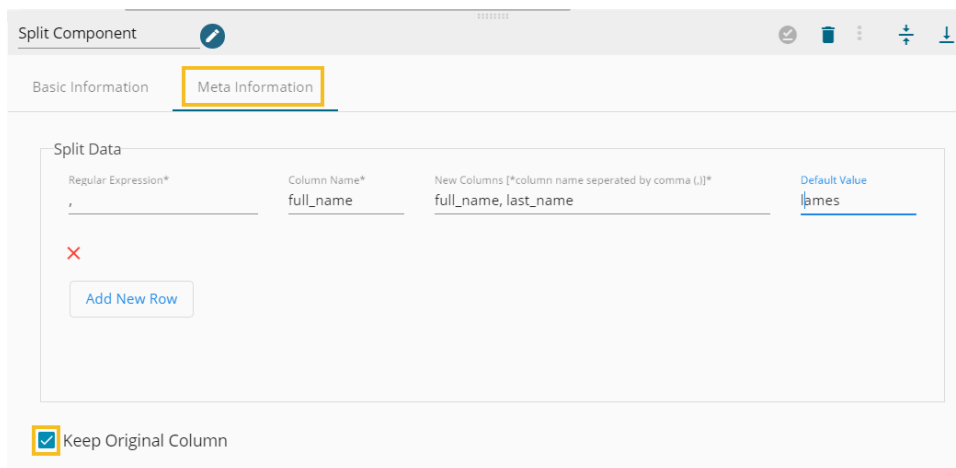 Split Component
Basic Information
Meta Information
Split Data
Regular Expression*
Column Name*
New Columns [*column name seperated by comma (,)]*
Default Value
,
full_name
full_name, last_name
lames
Add New Row
Keep Original Column